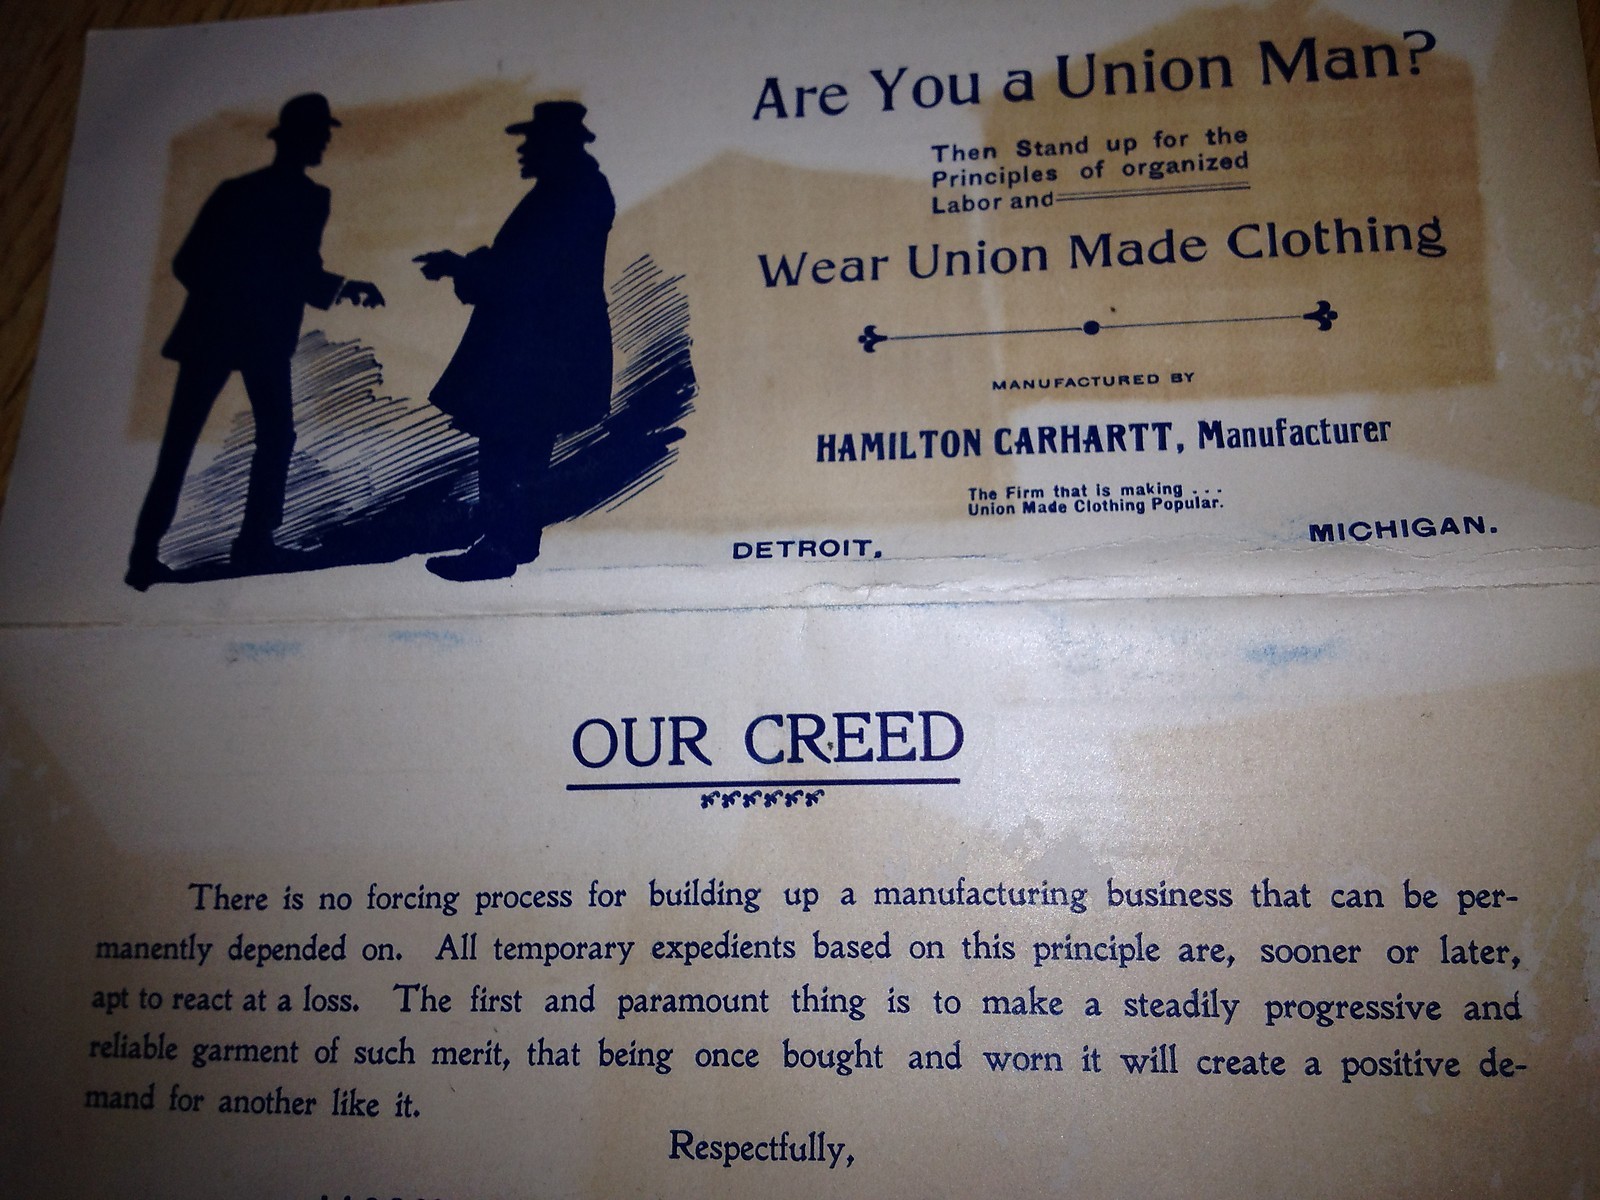 Are You a Union Man?
Then Stand up for the
Principles of organized
Labor and
Wear Union Made Clothing
MANUFACTURED BY
HAMILTON CARHARTT, Manufacturer
The Firm that is making . . .
Union Made Clothing Popular.
DETROIT, MICHIGAN.
OUR CREED
There is no forcing process for building up a manufacturing business that can be per-
manently depended on. All temporary expedients based on this principle are, sooner or later,
apt to react at a loss. The first and paramount thing is to make a steadily progressive and
reliable garment of such merit, that being once bought and worn it will create a positive de-
mand for another like it.
Respectfully,